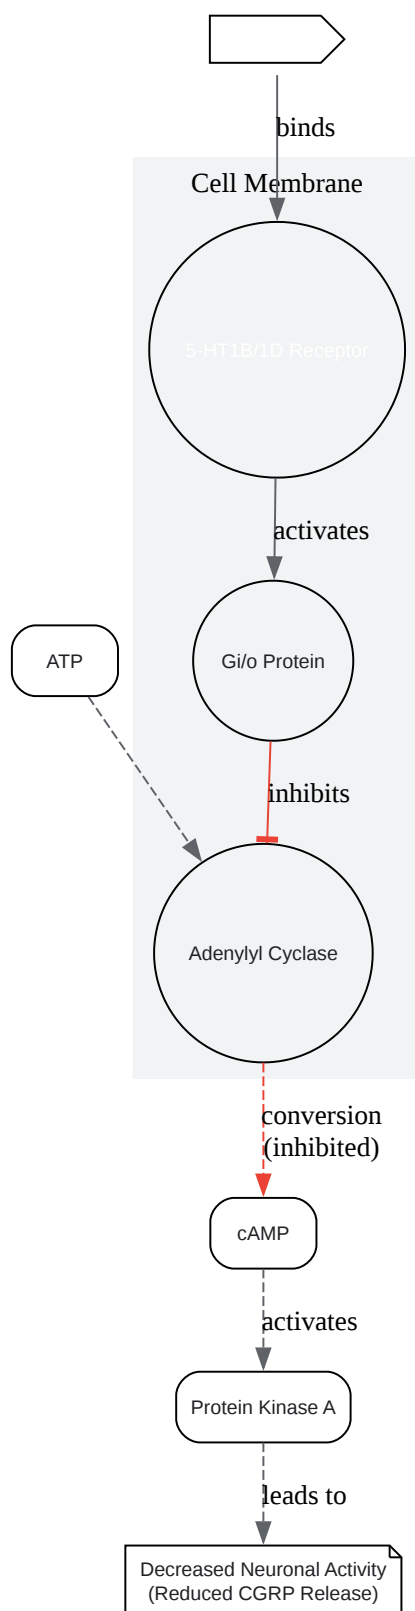 binds
Cell Membrane
5-HT1B/1D Receptor
activates
Gi/o Protein
ATP
inhibits
Adenylyl Cyclase
conversion
(inhibited)
cAMP
activates
Protein Kinase A
leads to
Decreased Neuronal Activity
(Reduced CGRP Release)